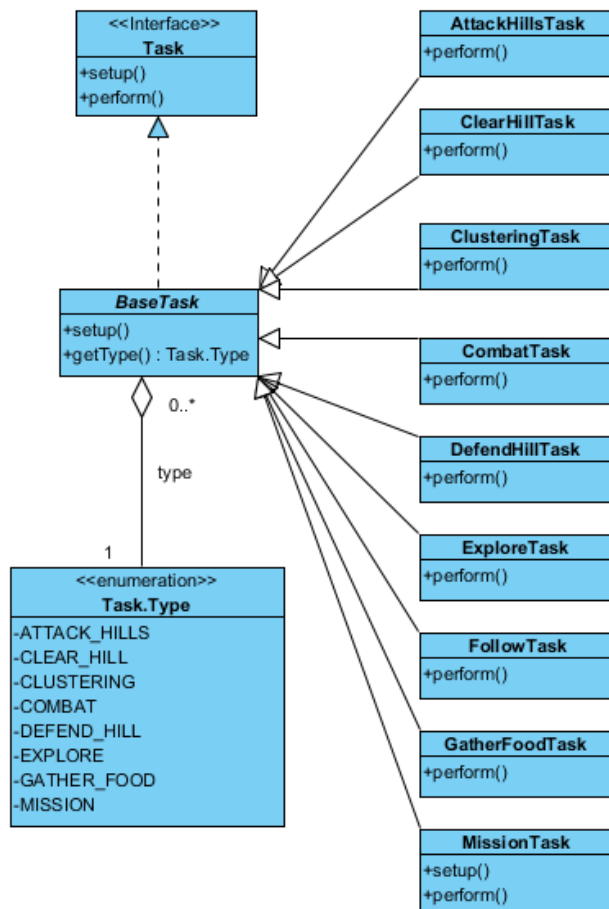 <<Interface>>
Task
+setup()
+perform()
BaseTask
+setup()
+getType() : Task.Type
0..*
type
1
<<enumeration>>
Task.Type
-ATTACK_HILLS
-CLEAR_HILL
-CLUSTERING
-COMBAT
-DEFEND_HILL
-EXPLORE
-GATHER_FOOD
-MISSION
AttackHillsTask
+perform()
ClearHillTask
+perform()
ClusteringTask
+perform()
CombatTask
+perform()
DefendHillTask
+perform()
ExploreTask
+perform()
FollowTask
+perform()
GatherFoodTask
+perform()
MissionTask
+setup()
+perform()